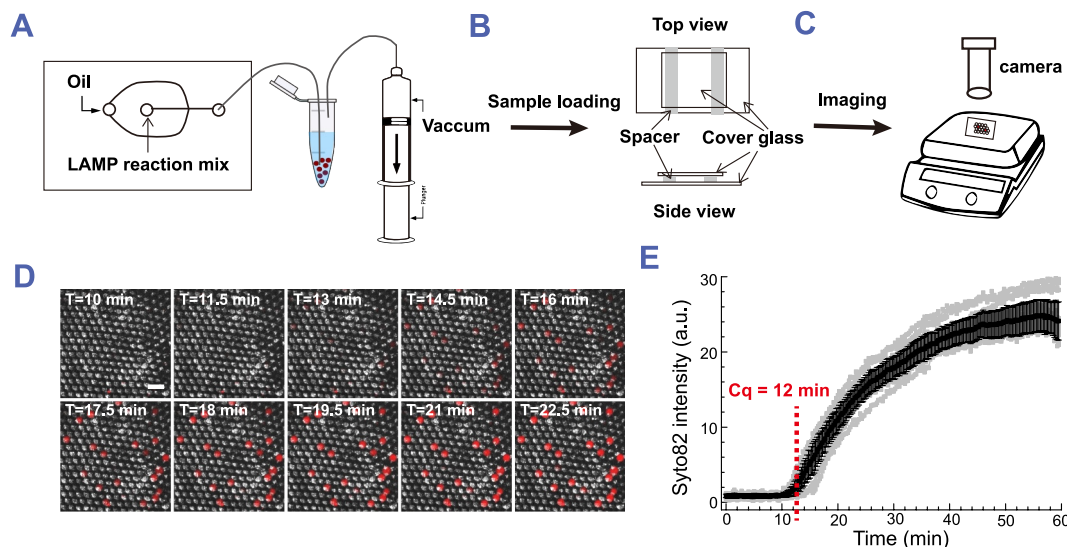 A
Oil
LAMP reaction mix
Vaccum
Plunger
B
Sample loading
Top view
Spacer
Cover glass
Side view
C
Imaging
camera
D
T=10 min
T=11.5 min
T=13 min
T=14.5 min
T=16 min
T=17.5 min
T=18 min
T=19.5 min
T=21 min
T=22.5 min
E
Syto82 intensity (a.u.)
30
20
10
0
Cq = 12 min
0
10
20
30
40
50
60
Time (min)